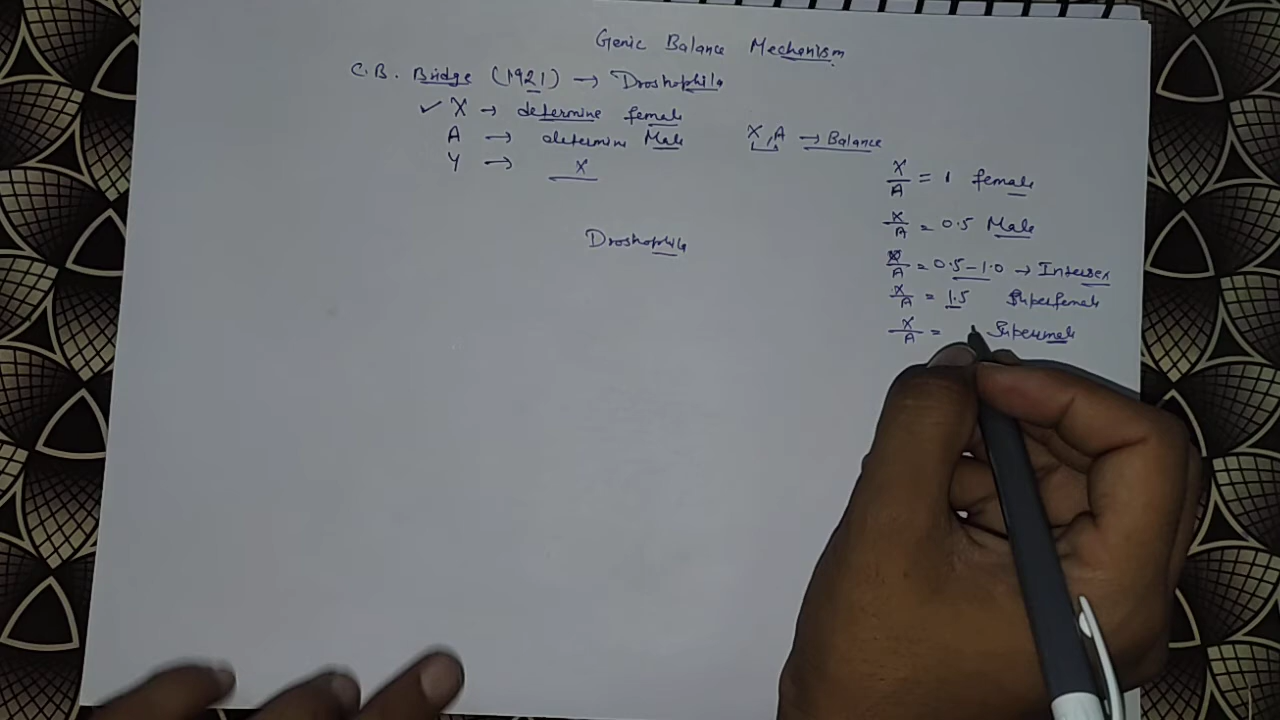 Genic Balance Mechanism
C.B. Bridge (1921) → Droshophila
✓ X → determine female
A → determine Male
X, A → Balance
Y → X
X/A = 1 female
X/A = 0.5 Male
Droshophila
X/A = 0.5-1.0 → Intersex
X/A = 1.5 Superfemale
X/A = Supermale